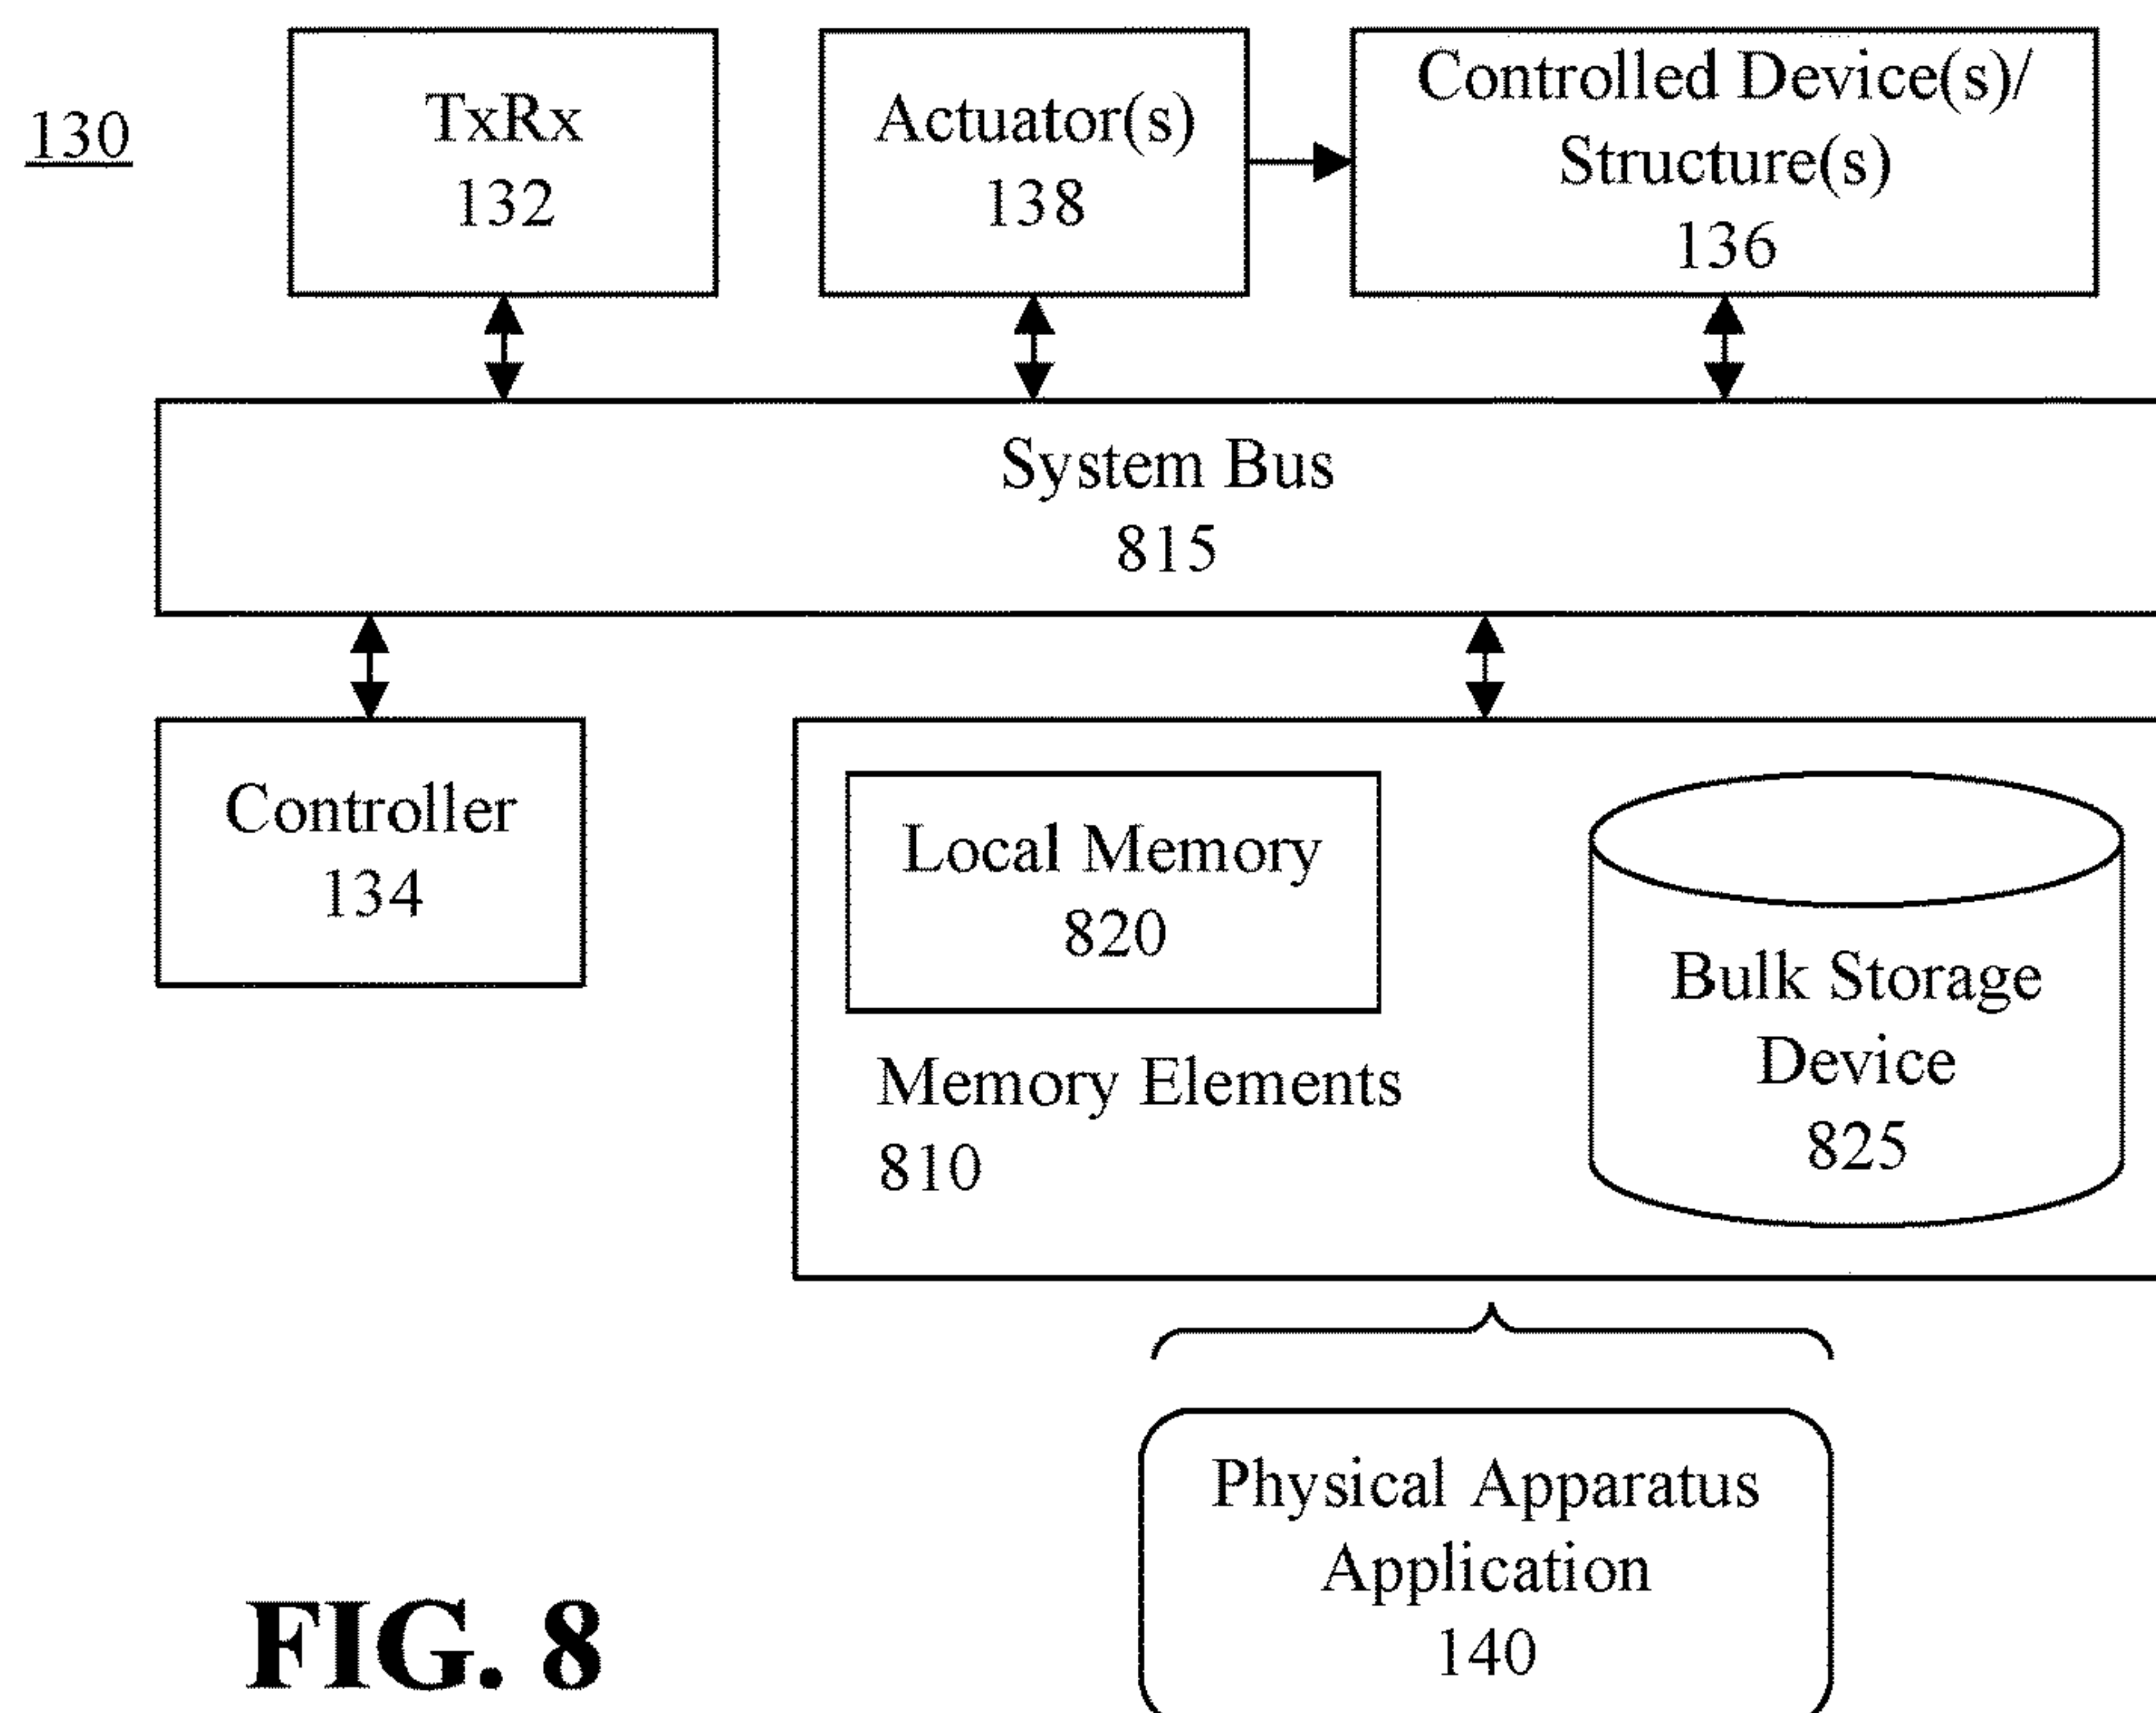 130
TxRx
132
Actuator(s)
138
Controlled Device(s)/
Structure(s)
136
System Bus
815
Controller
134
Local Memory
820
Memory Elements
810
Bulk Storage
Device
825
Physical Apparatus
Application
140
FIG. 8